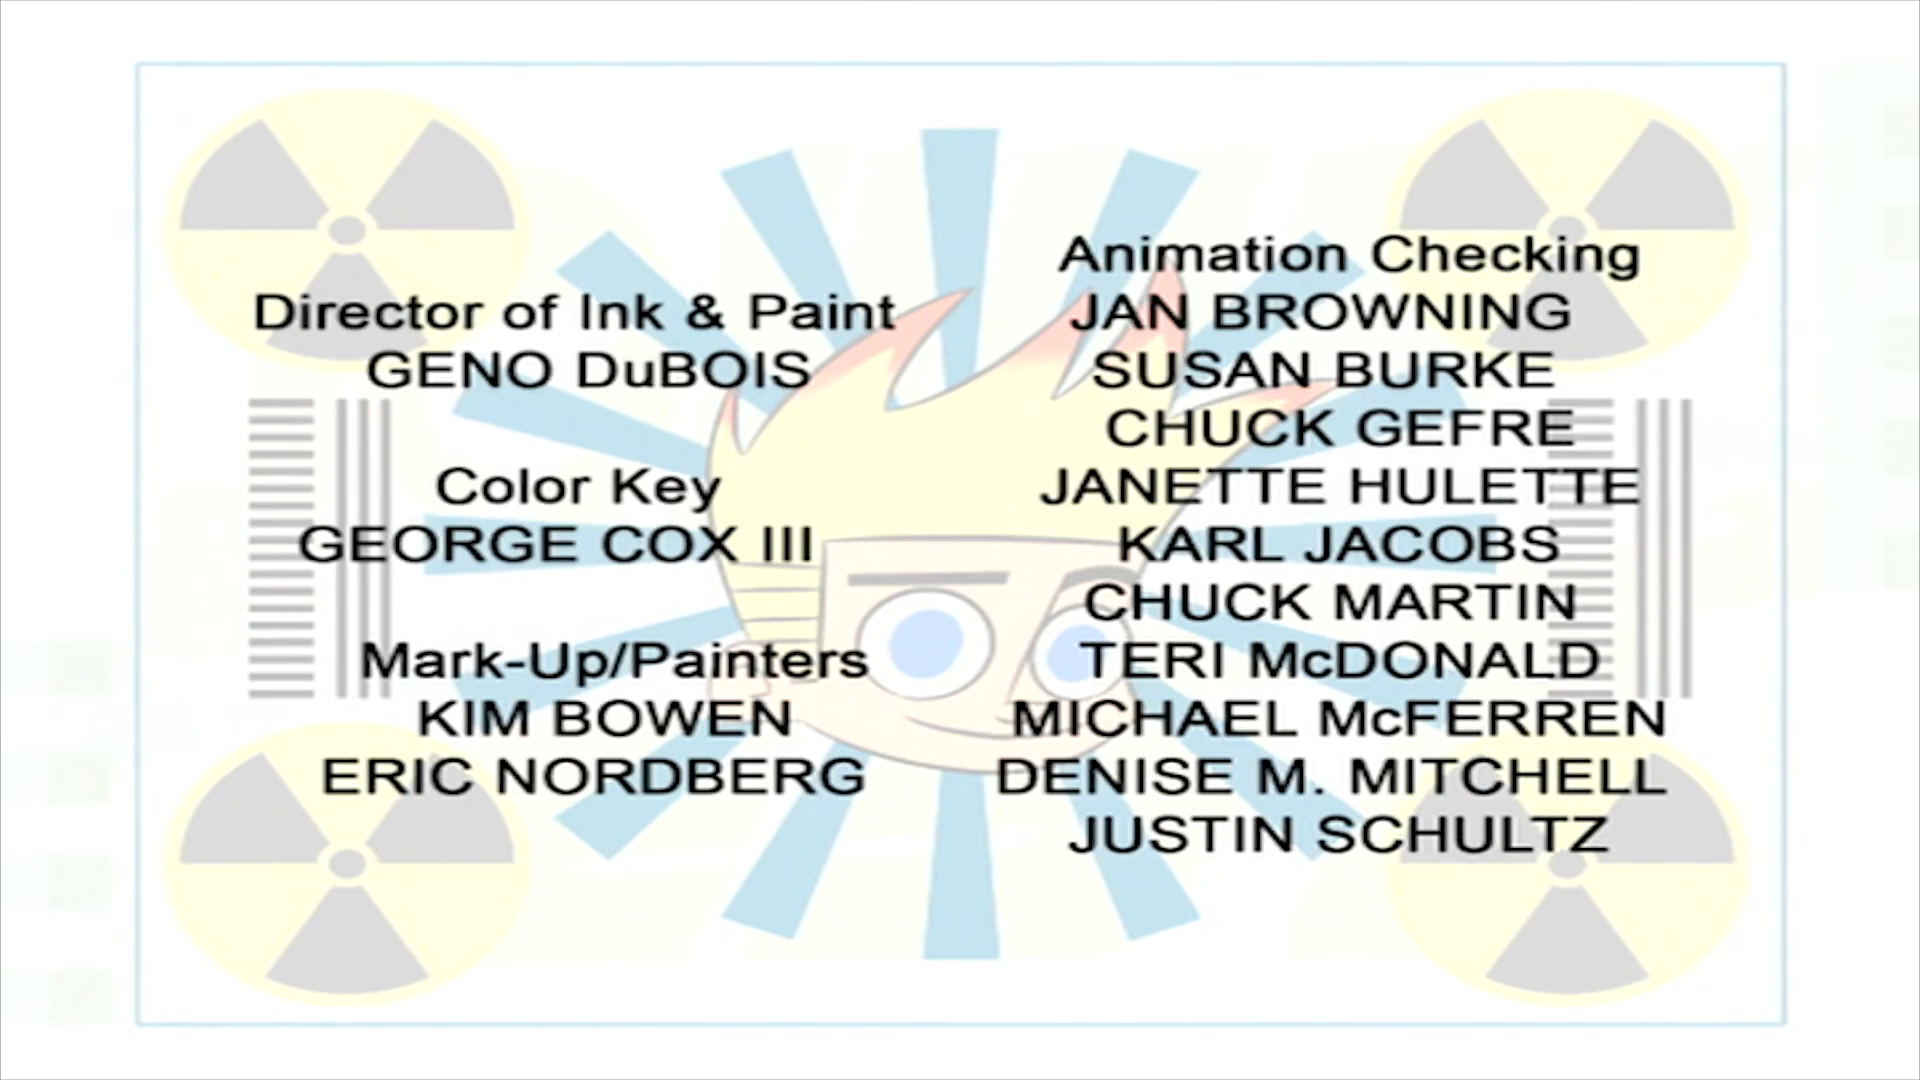 Director of Ink & Paint
GENO DuBOIS
Color Key
GEORGE COX III
Mark-Up/Painters
KIM BOWEN
ERIC NORDBERG
Animation Checking
JAN BROWNING
SUSAN BURKE
CHUCK GEFRE
JANETTE HULETTE
KARL JACOBS
CHUCK MARTIN
TERI McDONALD
MICHAEL McFERREN
DENISE M. MITCHELL
JUSTIN SCHULTZ